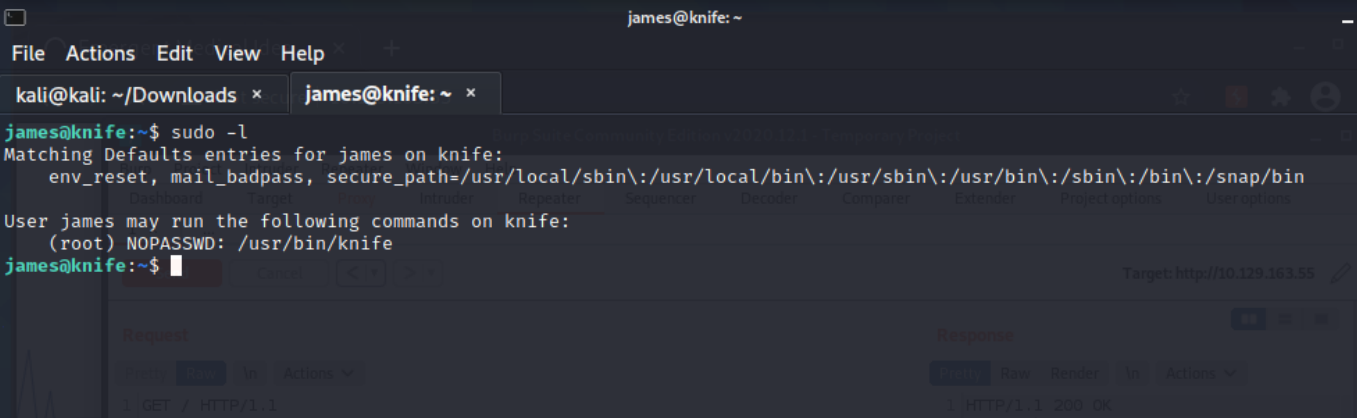 james@knife: ~
File Actions Edit View Help
kali@kali: ~/Downloads × james@knife: ~ ×
james@knife:~$ sudo -l
Burp Suite Community Edition v2020.12.1 - Temporary Project
Matching Defaults entries for james on knife:
env_reset, mail_badpass, secure_path=/usr/local/sbin\:/usr/local/bin\:/usr/sbin\:/usr/bin\:/sbin\:/bin\:/snap/bin
Dashboard Target Proxy Intruder Repeater Sequencer Decoder Comparer Extender Project options User options
User james may run the following commands on knife:
(root) NOPASSWD: /usr/bin/knife
james@knife:~$
Cancel < > Target: http://10.129.163.55
Request Response
Pretty Raw \n Actions Pretty Raw Render \n Actions
1 GET / HTTP/1.1 1 HTTP/1.1 200 OK